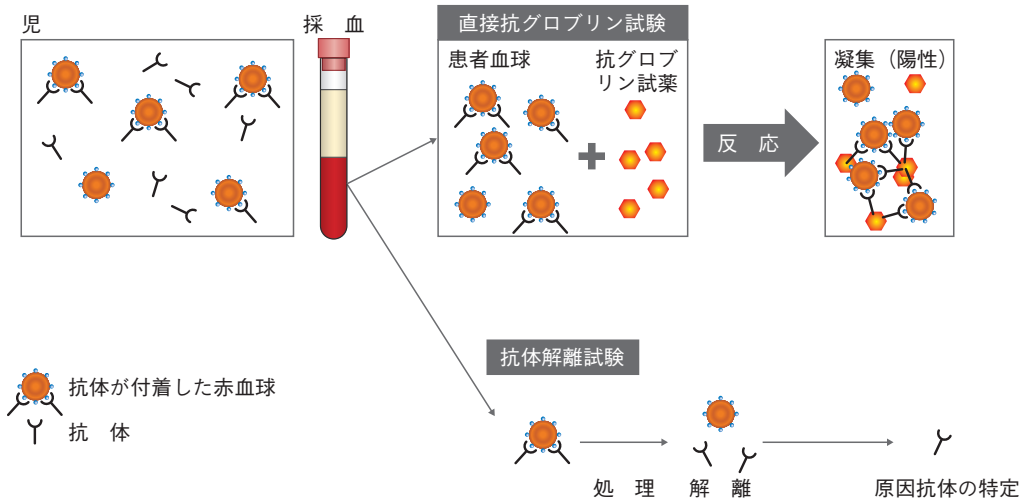 児
採 血
直接抗グロブリン試験
患者血球
抗グロブ
リン試薬
反 応
凝集（陽性）
抗体解離試験
抗体が付着した赤血球
抗 体
処 理
解 離
原因抗体の特定